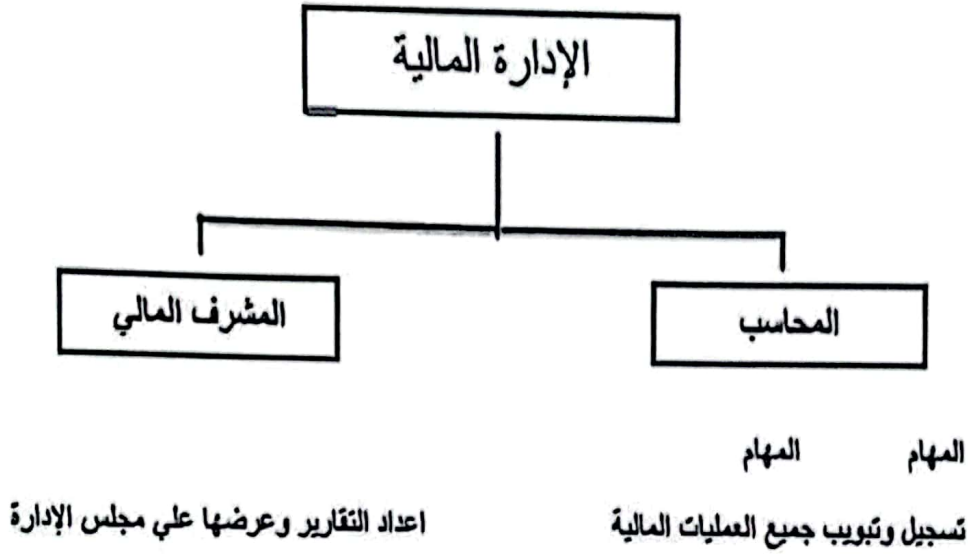 الإدارة المالية
المحاسب
المشرف المالي
المهام المهام
تسجيل وتبويب جميع العمليات المالية
اعداد التقارير وعرضها علي مجلس الإدارة